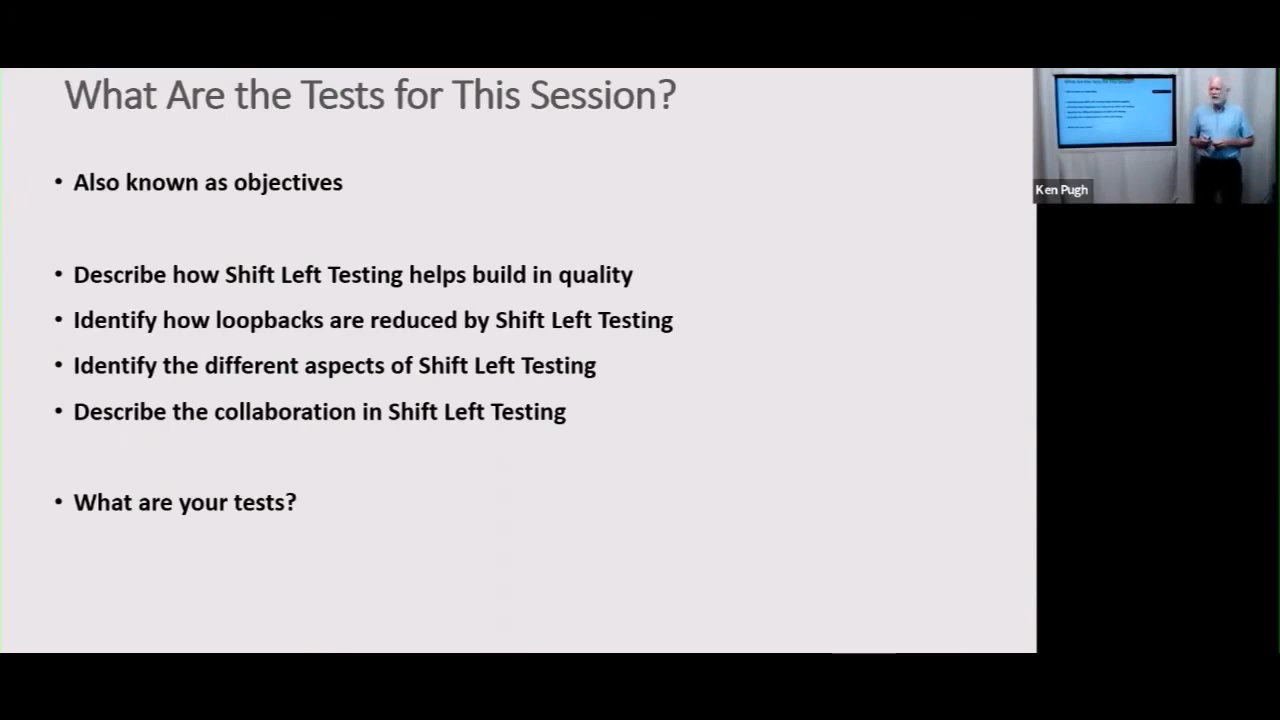 What Are the Tests for This Session?
• Also known as objectives
• Describe how Shift Left Testing helps build in quality
• Identify how loopbacks are reduced by Shift Left Testing
• Identify the different aspects of Shift Left Testing
• Describe the collaboration in Shift Left Testing
• What are your tests?
Ken Pugh